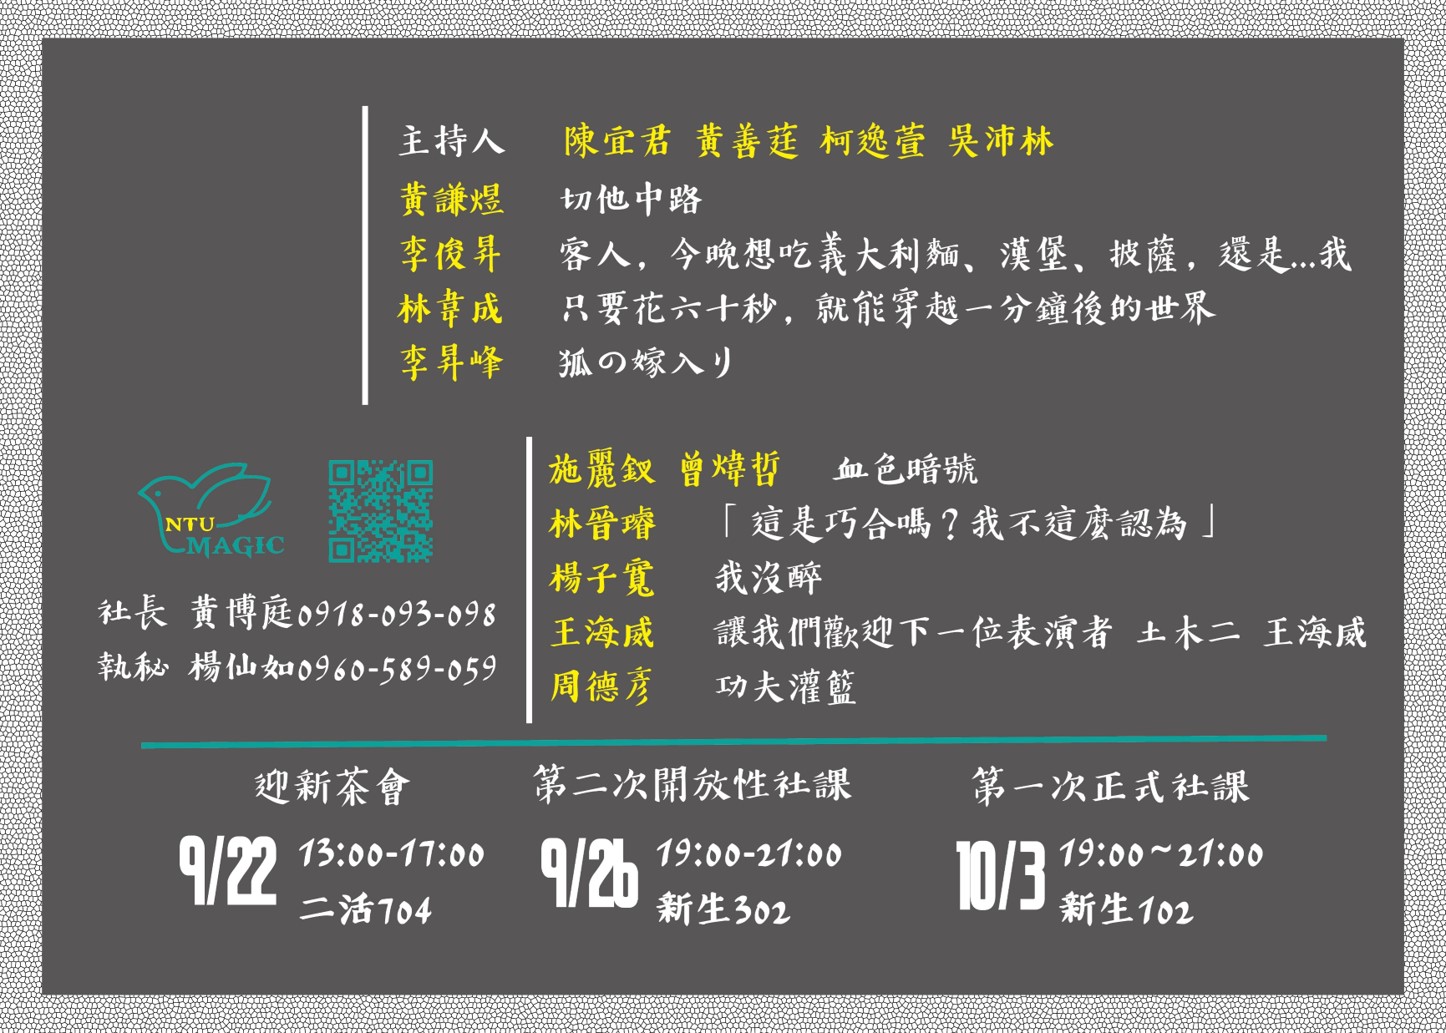 主持人 陳宜君 黃善莛 柯逸萱 吳沛林
黃謙煜 切他中路
李俊昇 客人，今晚想吃義大利麵、漢堡、披薩，還是...我
林韋成 只要花六十秒，就能穿越一分鐘後的世界
李昇峰 狐の嫁入り
施麗釵 曾煒哲 血色暗號
林晉璿 「這是巧合嗎？我不這麼認為」
楊子寬 我沒醉
王海威 讓我們歡迎下一位表演者 土木二 王海威
周德彥 功夫灌籃
NTU
MAGIC
社長 黃博庭0918-093-098
執秘 楊仙如0960-589-059
迎新茶會
9/22 13:00-17:00
二活704
第二次開放性社課
9/26 19:00-21:00
新生302
第一次正式社課
10/3 19:00~21:00
新生102